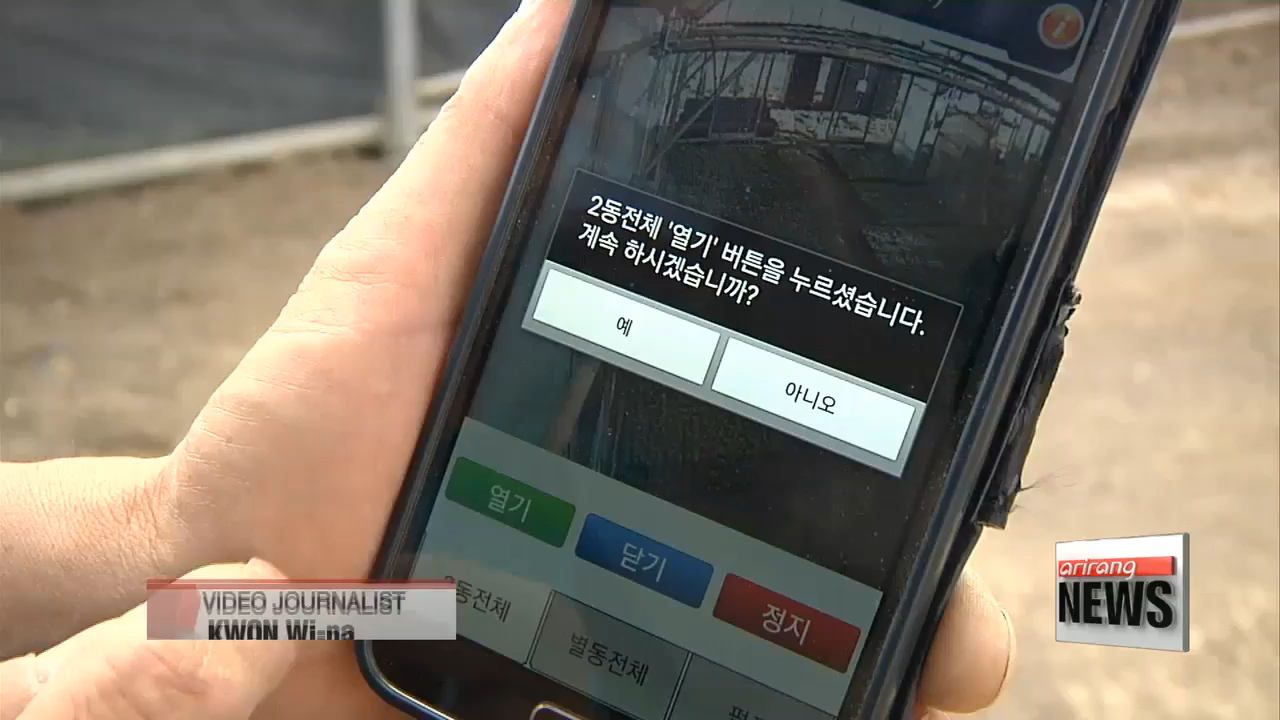 2동전체 '열기' 버튼을 누르셨습니다.
계속 하시겠습니까?
예
아니오
열기
닫기
정지
동전체
별동전체
VIDEO JOURNALIST
KWON Wi-na
arirang
NEWS